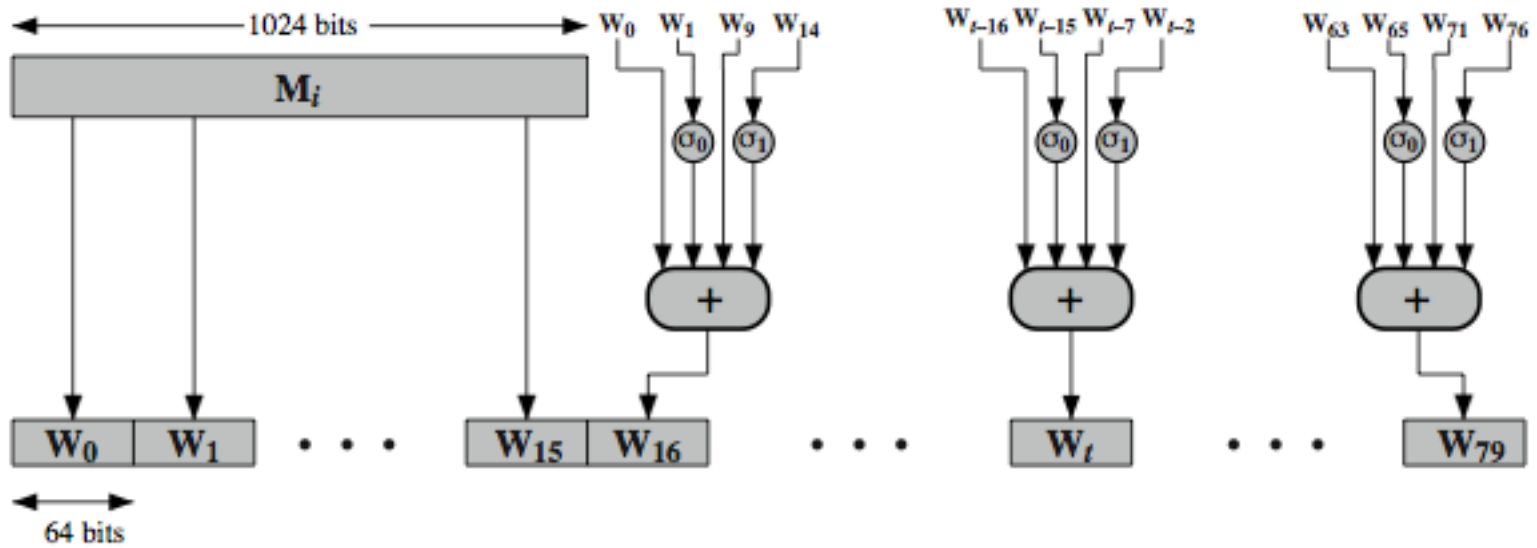 1024 bits
W0 W1 W9 W14
Wt–16 Wt–15 Wt–7 Wt–2
W63 W65 W71 W76
Mi
σ0 σ1
σ0 σ1
σ0 σ1
+ + +
W0 W1 • • • W15 W16 • • • Wt • • • W79
64 bits